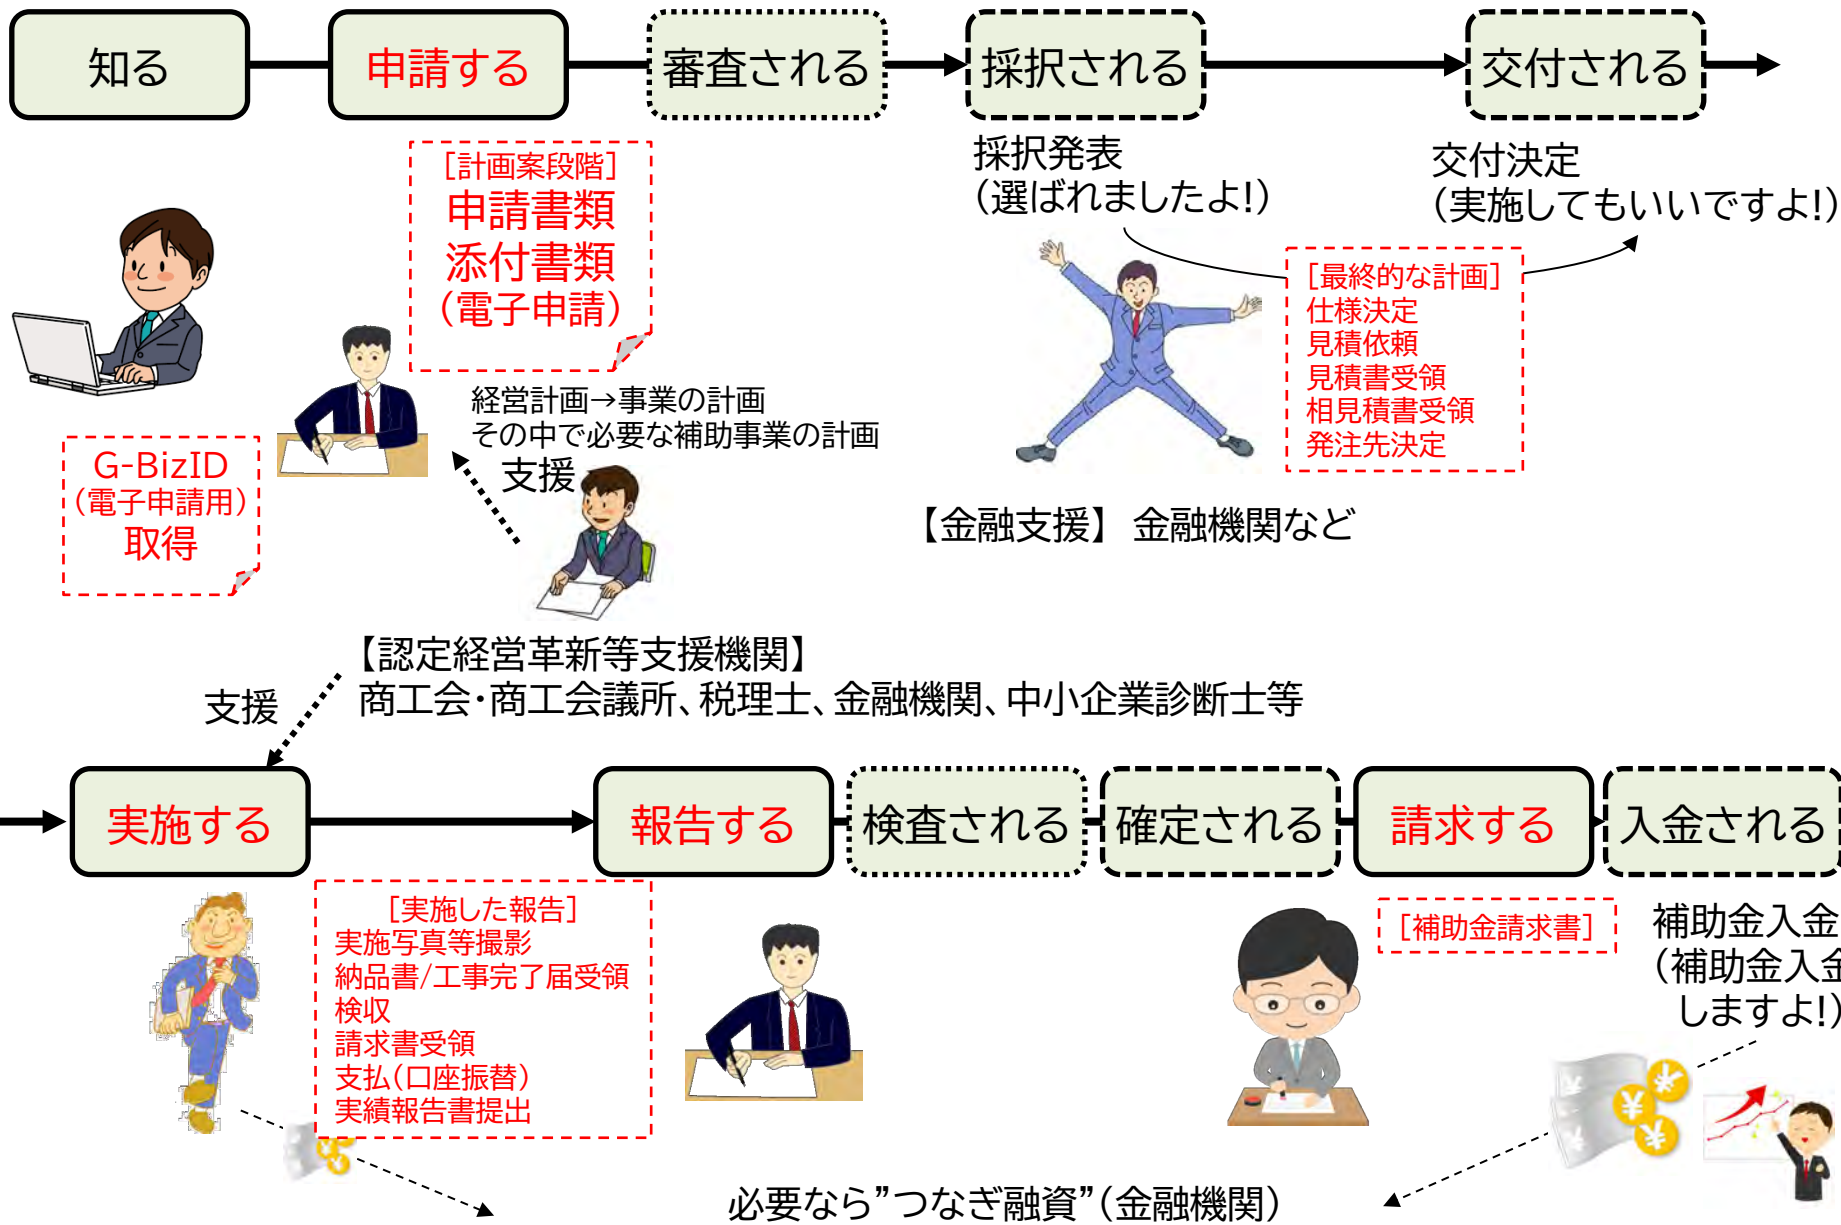 知る
申請する
審査される
採択される
交付される
[計画案段階]
申請書類
添付書類
(電子申請)
採択発表
(選ばれましたよ!)
交付決定
(実施してもいいですよ!)
[最終的な計画]
仕様決定
見積依頼
見積書受領
相見積書受領
発注先決定
経営計画→事業の計画
その中で必要な補助事業の計画
支援
G-BizID
(電子申請用)
取得
【金融支援】 金融機関など
【認定経営革新等支援機関】
商工会・商工会議所、税理士、金融機関、中小企業診断士等
支援
実施する
報告する
検査される
確定される
請求する
入金される
[実施した報告]
実施写真等撮影
納品書/工事完了届受領
検収
請求書受領
支払(口座振替)
実績報告書提出
[補助金請求書]
補助金入金
(補助金入金
しますよ!)
必要なら”つなぎ融資”(金融機関)